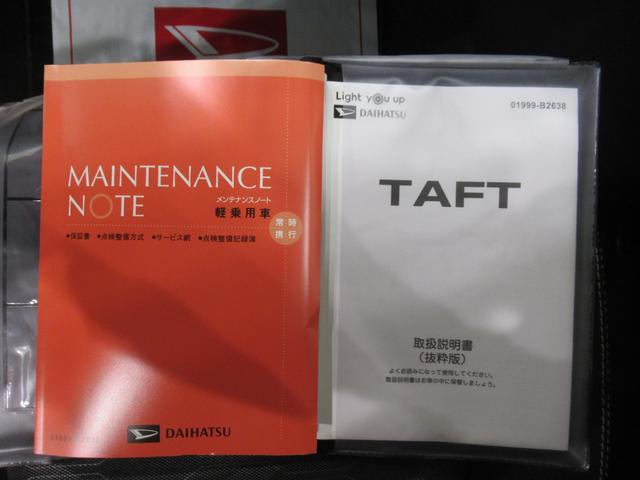 MAINTENANCE
NOTE
メンテナンスノート
軽乗用車
常時
携行
●保証書 ●点検整備方式 ●サービス網 ●点検整備記録簿
DAIHATSU
Light you up
DAIHATSU
01999-B2638
TAFT
取扱説明書
(抜粋版)
よくお読みになって使用してください。
取扱説明書はお車の中に保管しましょう。